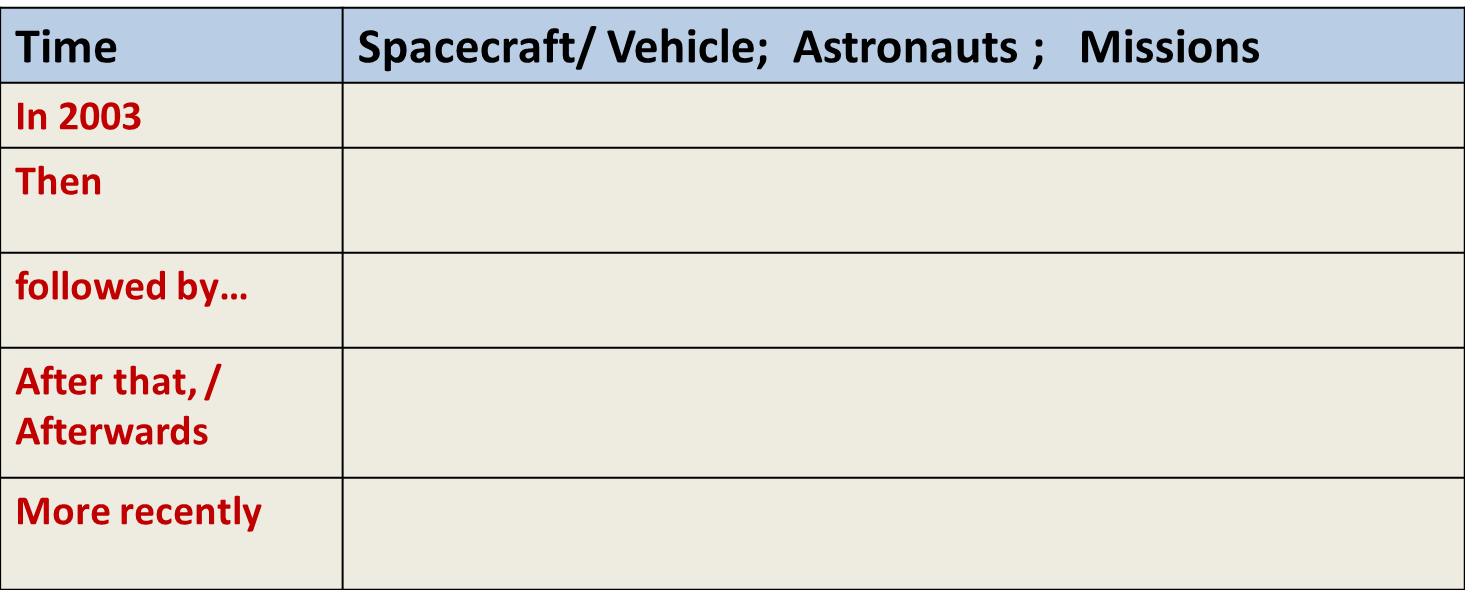 Time
Spacecraft/ Vehicle;  Astronauts ;   Missions
In 2003
Then
followed by…
After that, /
Afterwards
More recently